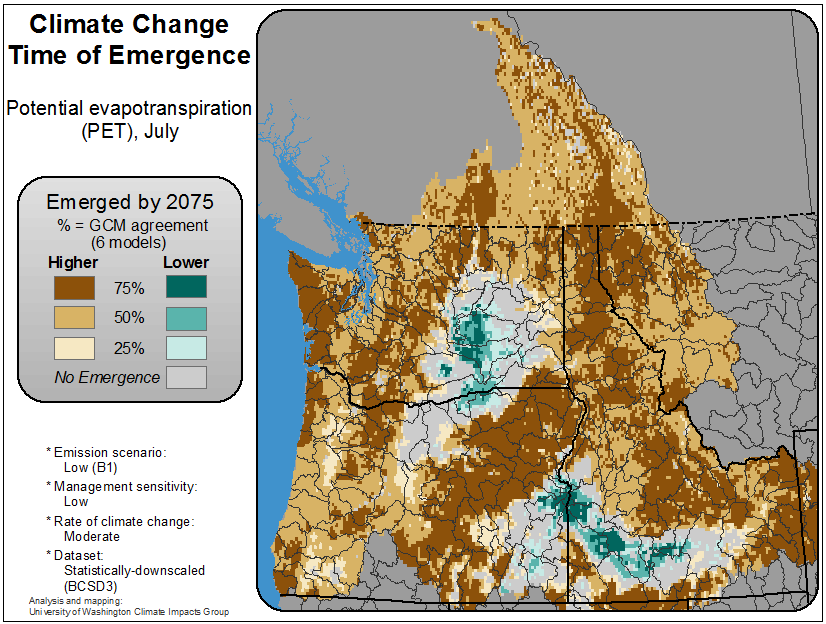 Climate Change
Time of Emergence
Potential evapotranspiration
(PET), July
Emerged by 2075
% = GCM agreement
(6 models)
Higher Lower
75%
50%
25%
No Emergence
* Emission scenario:
Low (B1)
* Management sensitivity:
Low
* Rate of climate change:
Moderate
* Dataset:
Statistically-downscaled
(BCSD3)
Analysis and mapping:
University of Washington Climate Impacts Group